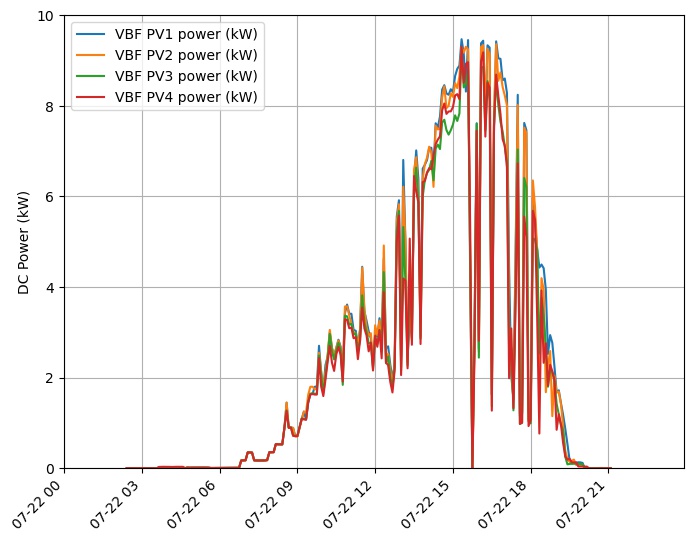 VBF PV1 power (kW)
VBF PV2 power (kW)
VBF PV3 power (kW)
VBF PV4 power (kW)
DC Power (kW)
10
8
6
4
2
0
07-22 00
07-22 03
07-22 06
07-22 09
07-22 12
07-22 15
07-22 18
07-22 21